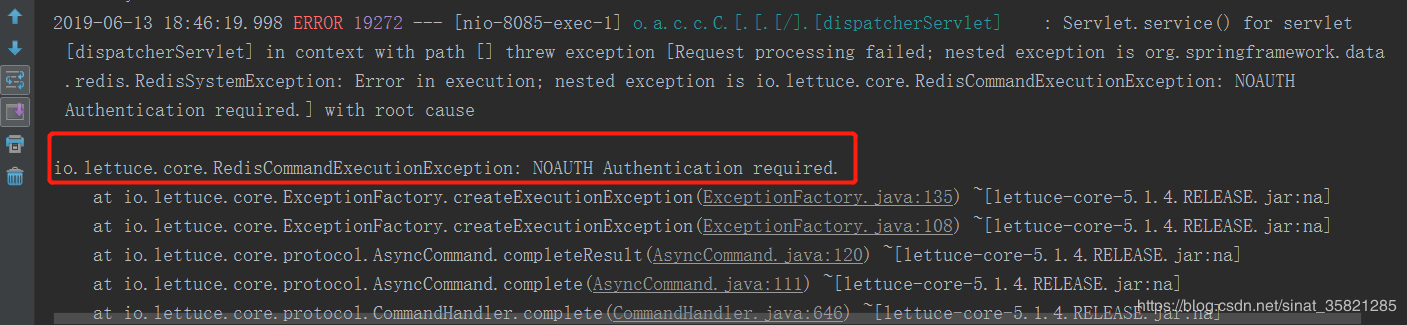 2019-06-13 18:46:19.998 ERROR 19272 --- [nio-8085-exec-1] o.a.c.c.C.[.[.[/].[dispatcherServlet] : Servlet.service() for servlet
[dispatcherServlet] in context with path [] threw exception [Request processing failed; nested exception is org.springframework.data
.redis.RedisSystemException: Error in execution; nested exception is io.lettuce.core.RedisCommandExecutionException: NOAUTH
Authentication required.] with root cause
io.lettuce.core.RedisCommandExecutionException: NOAUTH Authentication required.
at io.lettuce.core.ExceptionFactory.createExecutionException(ExceptionFactory.java:135) ~[lettuce-core-5.1.4.RELEASE.jar:na]
at io.lettuce.core.ExceptionFactory.createExecutionException(ExceptionFactory.java:108) ~[lettuce-core-5.1.4.RELEASE.jar:na]
at io.lettuce.core.protocol.AsyncCommand.completeResult(AsyncCommand.java:120) ~[lettuce-core-5.1.4.RELEASE.jar:na]
at io.lettuce.core.protocol.AsyncCommand.complete(AsyncCommand.java:111) ~[lettuce-core-5.1.4.RELEASE.jar:na]
at io.lettuce.core.protocol.CommandHandler.complete(CommandHandler.java:646) ~[lettuce-core-5.1.4.RELEASE.jar:na]
https://blog.csdn.net/sinat_35821285